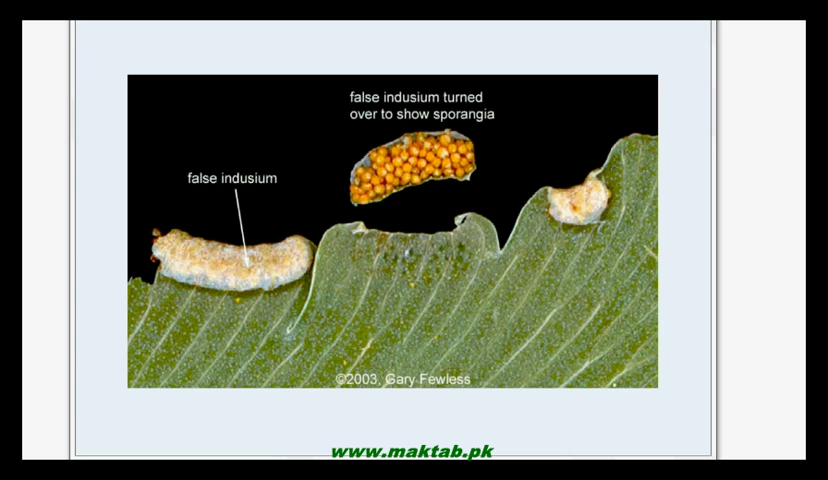 false indusium turned
over to show sporangia
false indusium
©2003, Gary Fewless
www.maktab.pk